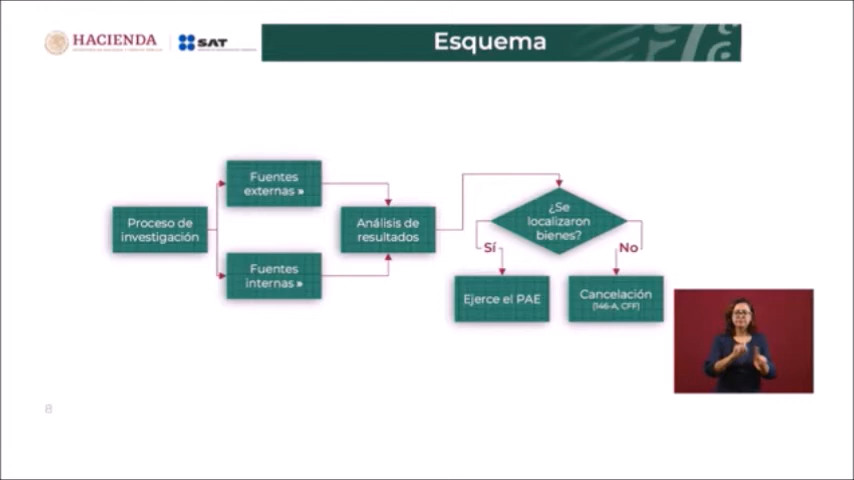 HACIENDA
SAT
Esquema
Proceso de
investigación
Fuentes
externas »
Fuentes
internas »
Análisis de
resultados
¿Se
localizaron
bienes?
Sí
No
Ejerce el PAE
Cancelación
(146-A, CFF)
8